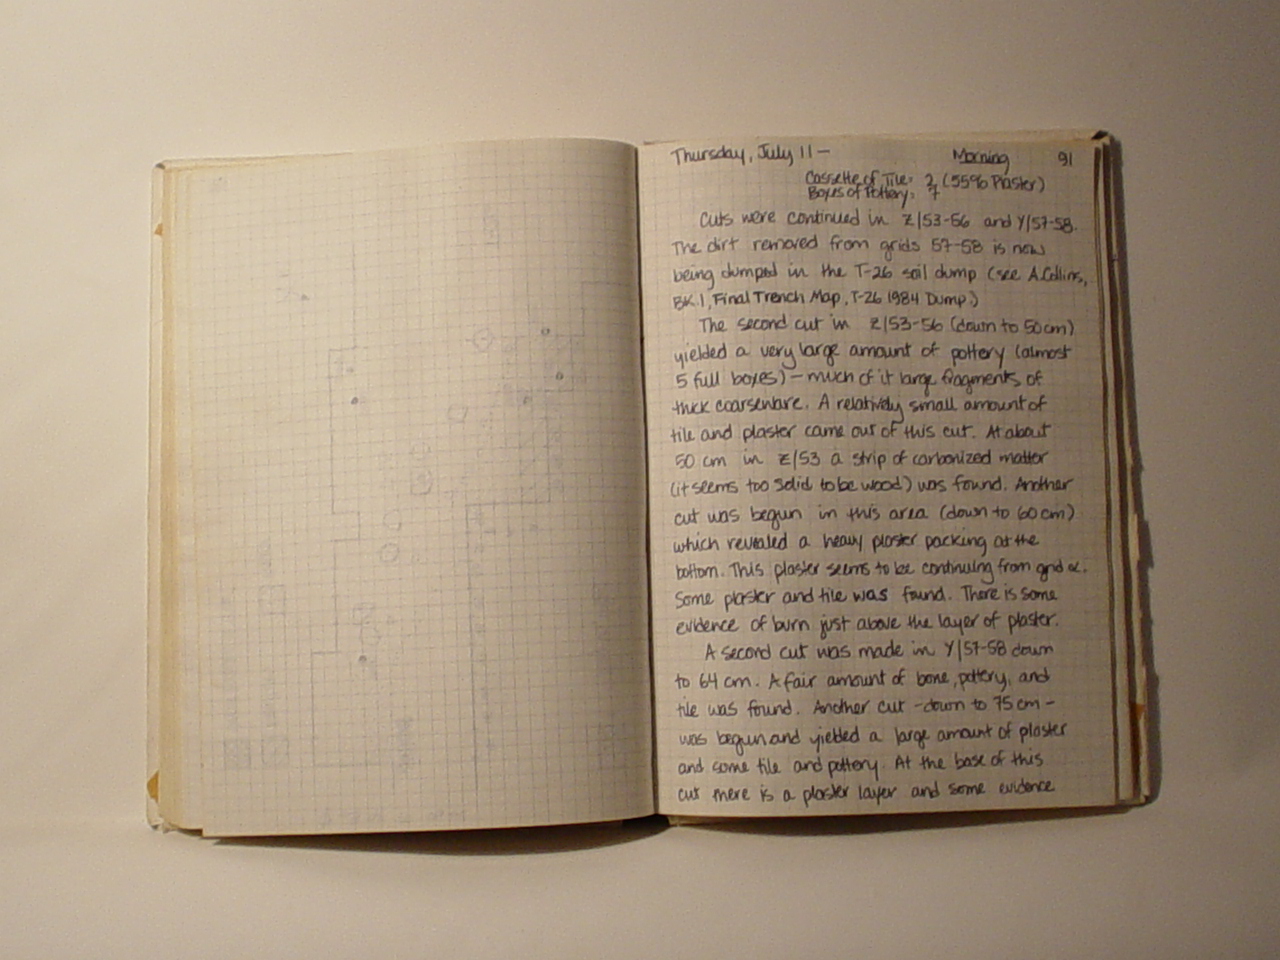 Thursday, July 11 — Morning 91
Cassette of Tile: 2 (55% Plaster)
Boxes of Pottery: 7
Cuts were continued in Z/53-56 and Y/57-58.
The dirt removed from grids 57-58 is now
being dumped in the T-26 soil dump (see A.Collins,
BK.1, Final Trench Map, T-26 1984 Dump.)
The second cut in Z/53-56 (down to 50cm)
yielded a very large amount of pottery (almost
5 full boxes) — much of it large fragments of
thick coarseware. A relatively small amount of
tile and plaster came out of this cut. At about
50 cm in Z/53 a strip of carbonized matter
(it seems too solid to be wood) was found. Another
cut was begun in this area (down to 60cm)
which revealed a heavy plaster packing at the
bottom. This plaster seems to be continuing from grid α.
Some plaster and tile was found. There is some
evidence of burn just above the layer of plaster.
A second cut was made in Y/57-58 down
to 64 cm. A fair amount of bone, pottery, and
tile was found. Another cut - down to 75cm -
was begun and yielded a large amount of plaster
and some tile and pottery. At the base of this
cut there is a plaster layer and some evidence